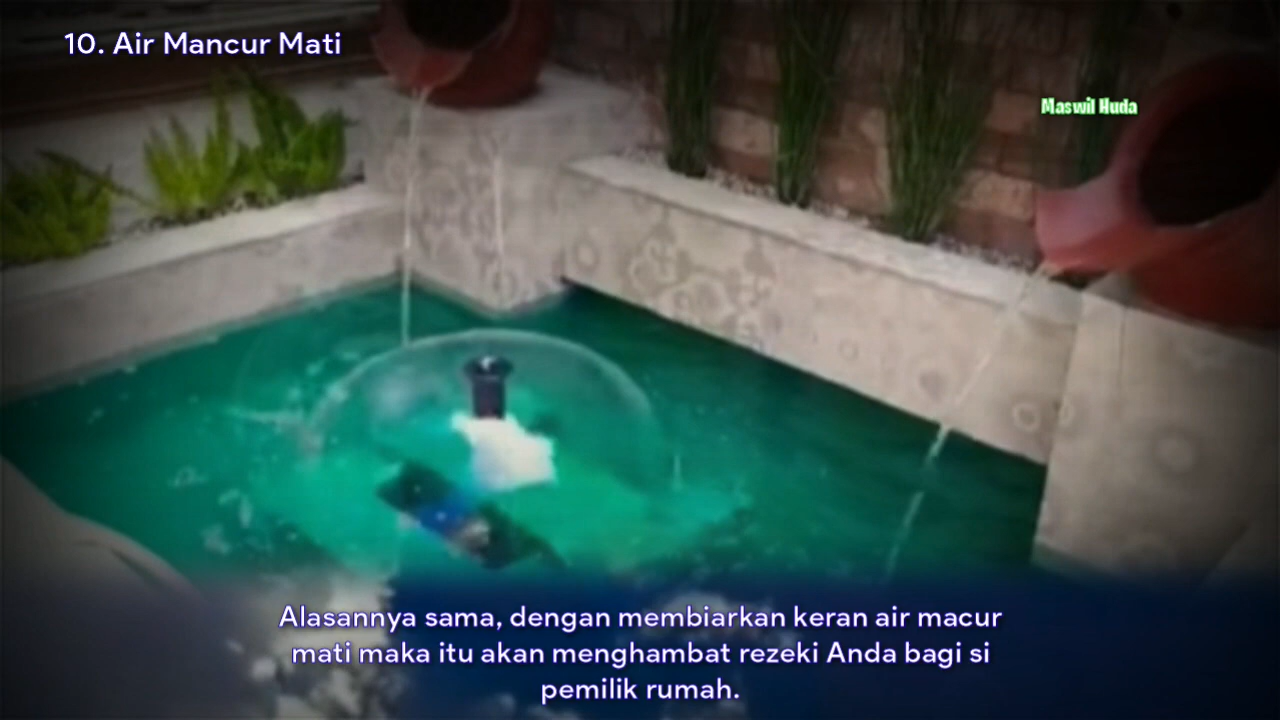 10. Air Mancur Mati
Maswil Huda
Alasannya sama, dengan membiarkan keran air macur
mati maka itu akan menghambat rezeki Anda bagi si
pemilik rumah.